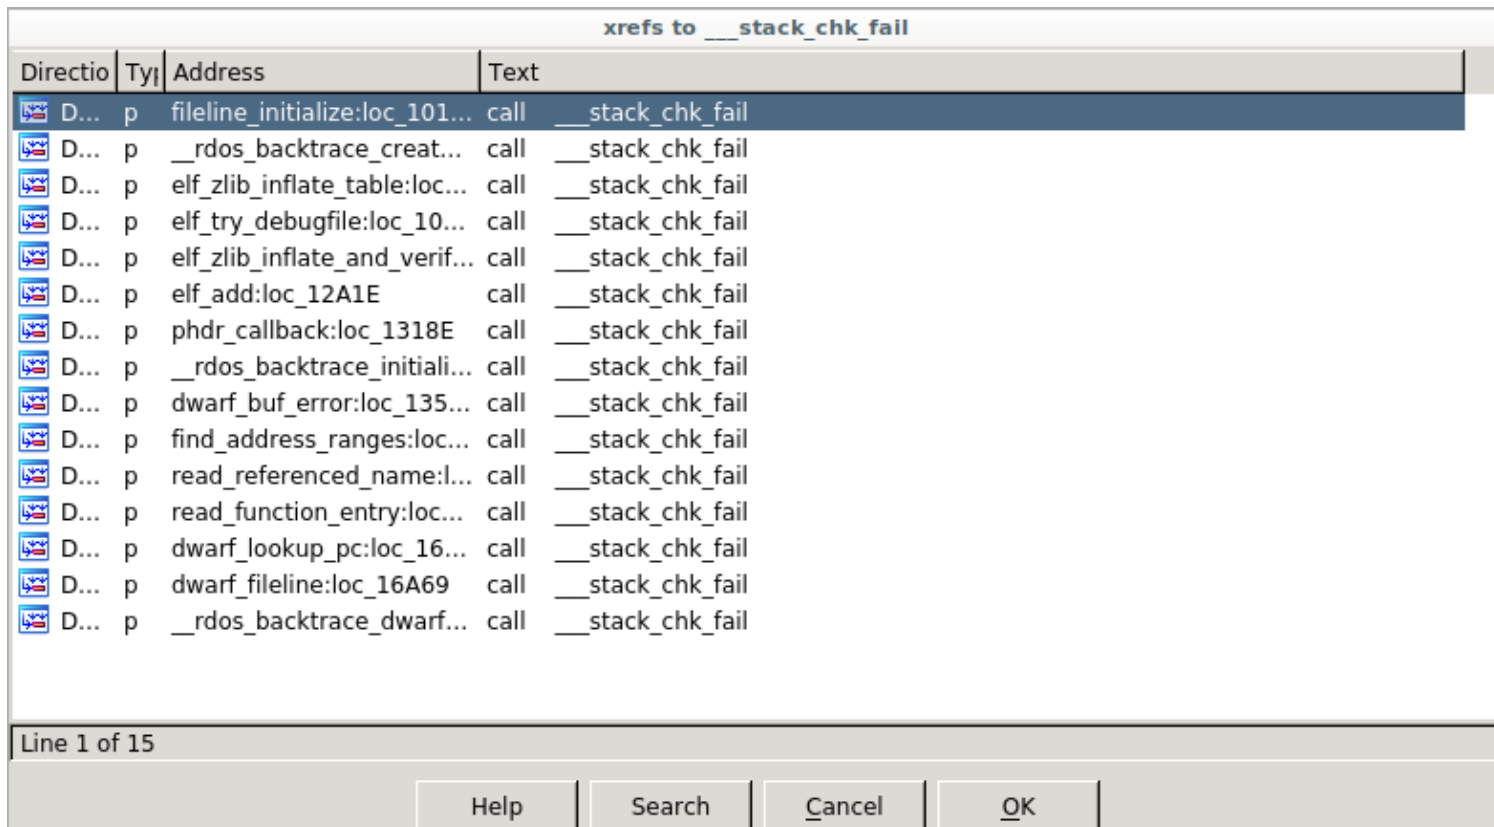 xrefs to ___stack_chk_fail
Directio Typ Address Text
D... p fileline_initialize:loc_101... call ___stack_chk_fail
D... p __rdos_backtrace_creat... call ___stack_chk_fail
D... p elf_zlib_inflate_table:loc... call ___stack_chk_fail
D... p elf_try_debugfile:loc_10... call ___stack_chk_fail
D... p elf_zlib_inflate_and_verif... call ___stack_chk_fail
D... p elf_add:loc_12A1E call ___stack_chk_fail
D... p phdr_callback:loc_1318E call ___stack_chk_fail
D... p __rdos_backtrace_initiali... call ___stack_chk_fail
D... p dwarf_buf_error:loc_135... call ___stack_chk_fail
D... p find_address_ranges:loc... call ___stack_chk_fail
D... p read_referenced_name:l... call ___stack_chk_fail
D... p read_function_entry:loc... call ___stack_chk_fail
D... p dwarf_lookup_pc:loc_16... call ___stack_chk_fail
D... p dwarf_fileline:loc_16A69 call ___stack_chk_fail
D... p __rdos_backtrace_dwarf... call ___stack_chk_fail
Line 1 of 15
Help Search Cancel OK